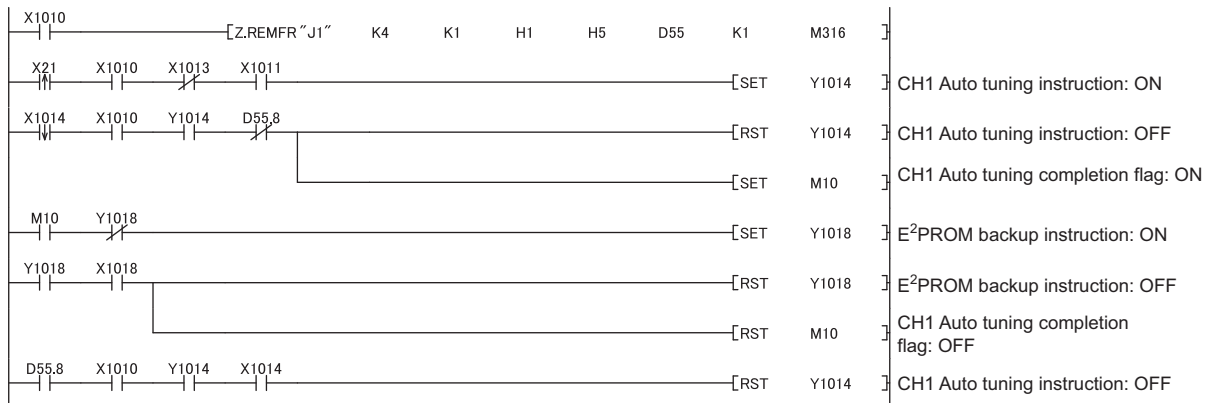 X1010
Z.REMFR "J1" K4 K1 H1 H5 D55 K1 M316
X21 X1010 X1013 X1011
SET Y1014 CH1 Auto tuning instruction: ON
X1014 X1010 Y1014 D55.8
RST Y1014 CH1 Auto tuning instruction: OFF
SET M10 CH1 Auto tuning completion flag: ON
M10 Y1018
SET Y1018 E²PROM backup instruction: ON
Y1018 X1018
RST Y1018 E²PROM backup instruction: OFF
RST M10 CH1 Auto tuning completion
flag: OFF
D55.8 X1010 Y1014 X1014
RST Y1014 CH1 Auto tuning instruction: OFF